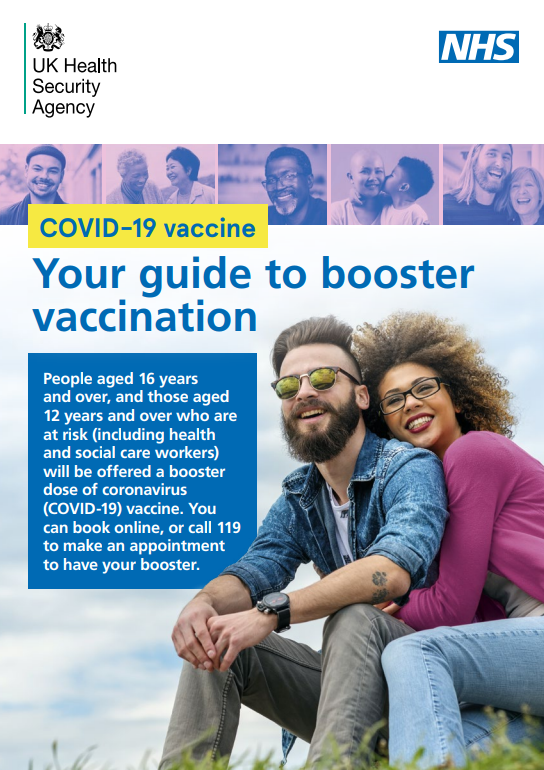 UK Health
Security
Agency
NHS
COVID-19 vaccine
Your guide to booster
vaccination
People aged 16 years
and over, and those aged
12 years and over who are
at risk (including health
and social care workers)
will be offered a booster
dose of coronavirus
(COVID-19) vaccine. You
can book online, or call 119
to make an appointment
to have your booster.